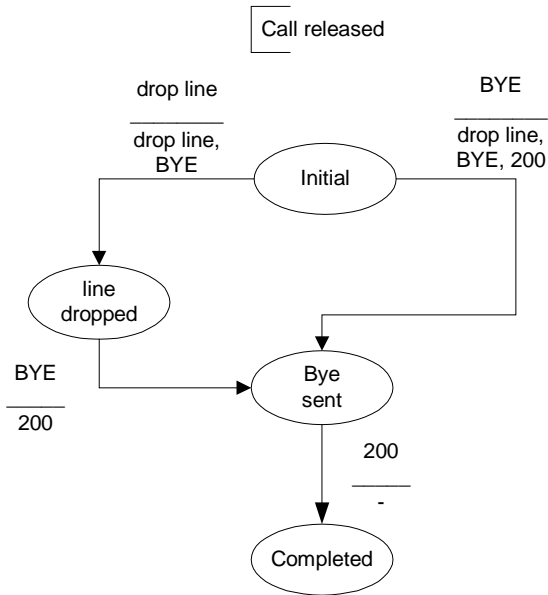 Call released
drop line
drop line,
BYE
BYE
drop line,
BYE, 200
Initial
line
dropped
BYE
200
Bye
sent
200
-
Completed